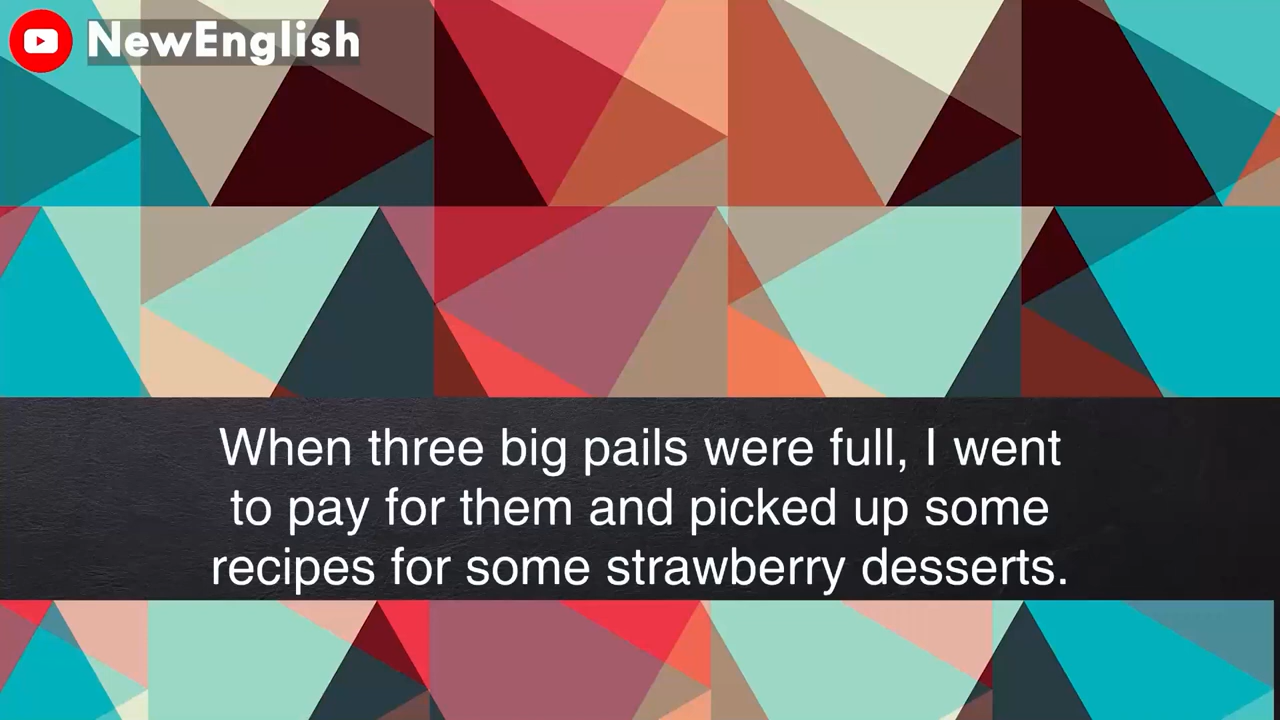 NewEnglish
When three big pails were full, I went
to pay for them and picked up some
recipes for some strawberry desserts.